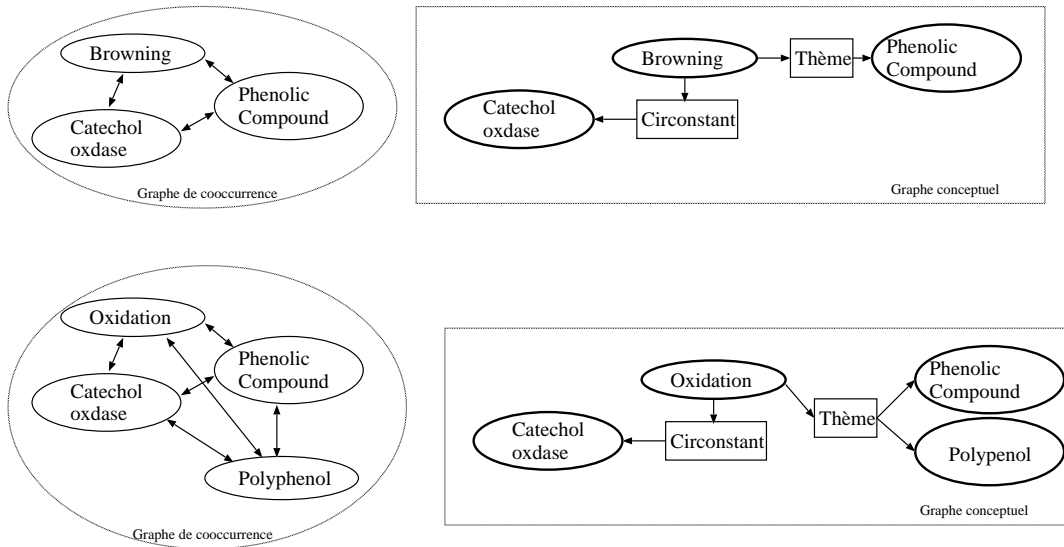 Browning
Phenolic
Compound
Catechol
oxdase
Graphe de cooccurrence
Browning
Thème
Phenolic
Compound
Catechol
oxdase
Circonstant
Graphe conceptuel
Oxidation
Phenolic
Compound
Catechol
oxdase
Polyphenol
Graphe de cooccurrence
Oxidation
Phenolic
Compound
Thème
Catechol
oxdase
Circonstant
Polypenol
Graphe conceptuel